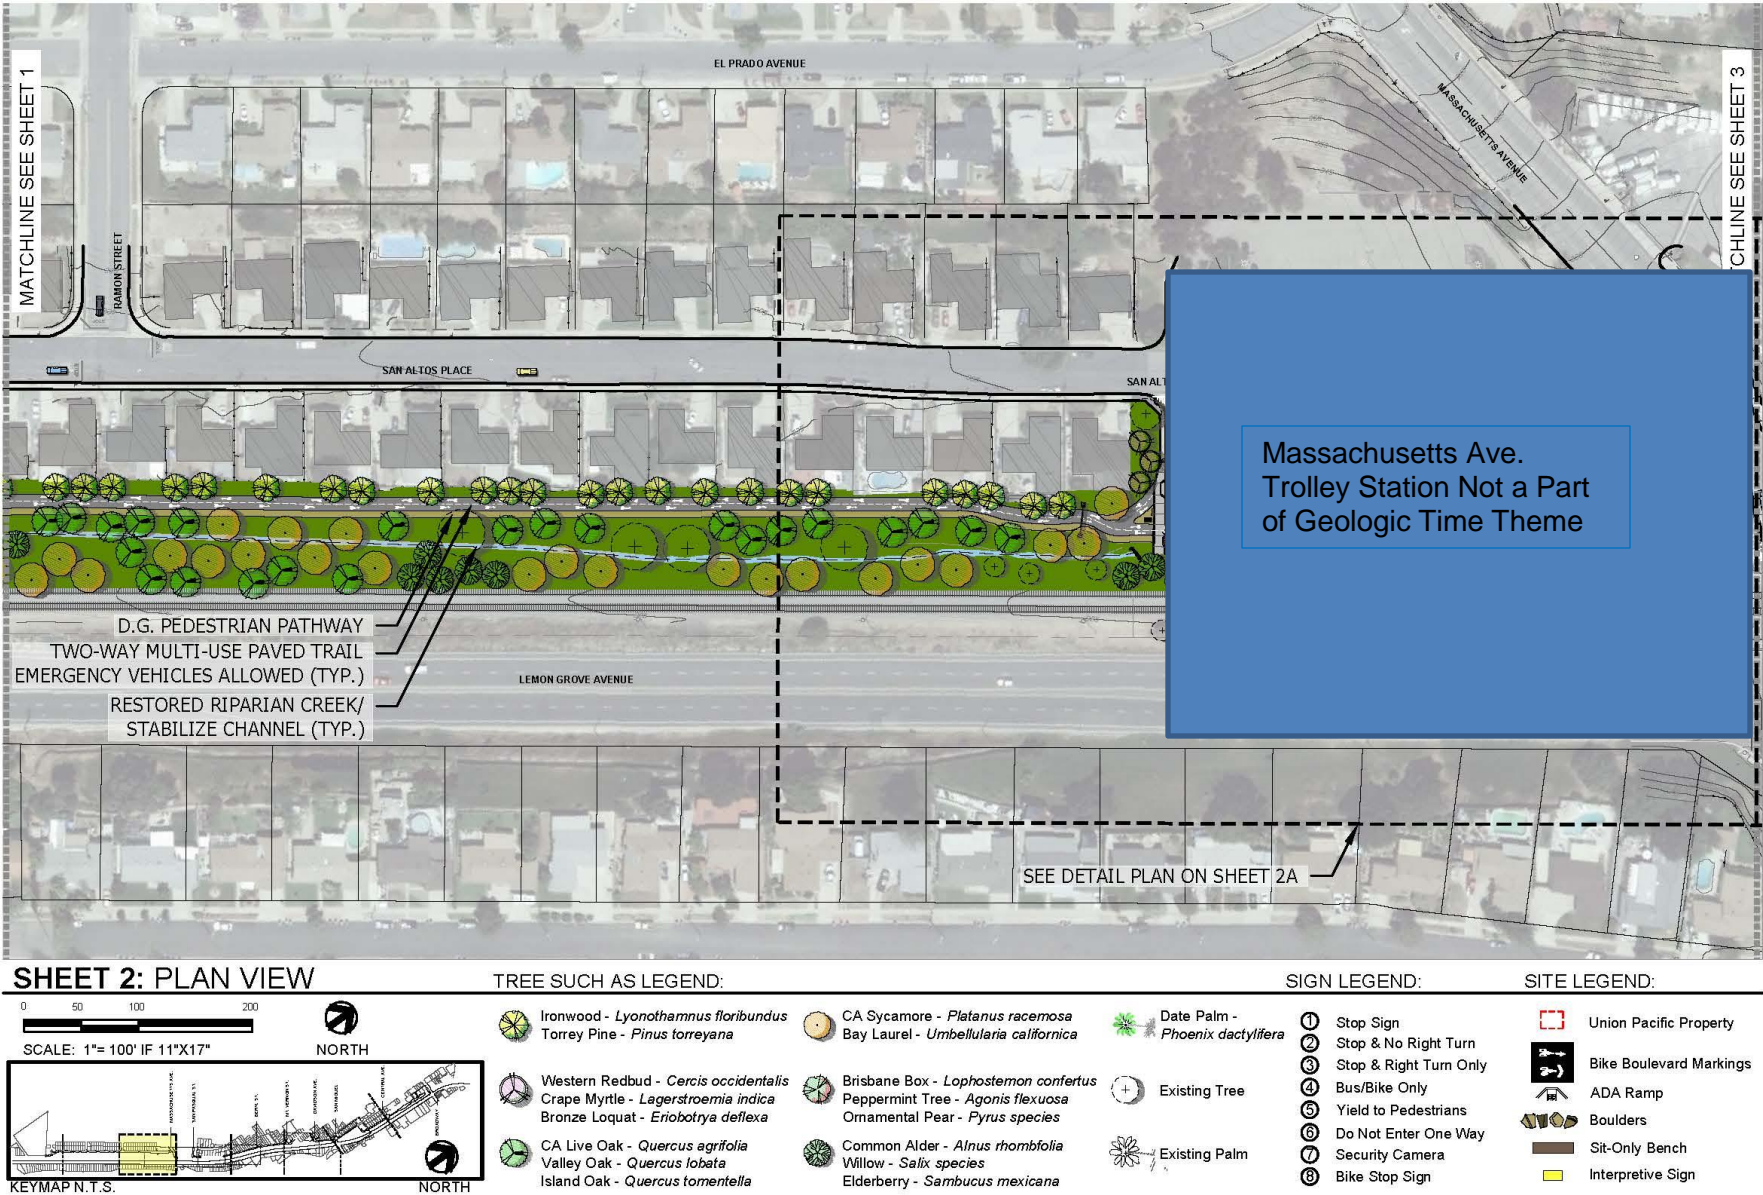 MATCHLINE SEE SHEET 1
EL PRADO AVENUE
MASSACHUSETTS AVENUE
TCHLINE SEE SHEET 3
RAMON STREET
SAN ALTOS PLACE
SAN ALT
Massachusetts Ave.
Trolley Station Not a Part
of Geologic Time Theme
D.G. PEDESTRIAN PATHWAY
TWO-WAY MULTI-USE PAVED TRAIL
EMERGENCY VEHICLES ALLOWED (TYP.)
RESTORED RIPARIAN CREEK/
STABILIZE CHANNEL (TYP.)
LEMON GROVE AVENUE
SEE DETAIL PLAN ON SHEET 2A
SHEET 2: PLAN VIEW
0 50 100 200
SCALE: 1"= 100' IF 11"X17"
NORTH
MASSACHUSETTS AVE.
CENTRAL AVE.
BROADWAY
KEYMAP N.T.S.
NORTH
TREE SUCH AS LEGEND:
Ironwood - Lyonothamnus floribundus
Torrey Pine - Pinus torreyana
Western Redbud - Cercis occidentalis
Crape Myrtle - Lagerstroemia indica
Bronze Loquat - Eriobotrya deflexa
CA Live Oak - Quercus agrifolia
Valley Oak - Quercus lobata
Island Oak - Quercus tomentella
CA Sycamore - Platanus racemosa
Bay Laurel - Umbellularia californica
Brisbane Box - Lophostemon confertus
Peppermint Tree - Agonis flexuosa
Ornamental Pear - Pyrus species
Common Alder - Alnus rhombfolia
Willow - Salix species
Elderberry - Sambucus mexicana
Date Palm -
Phoenix dactylifera
Existing Tree
Existing Palm
SIGN LEGEND:
1 Stop Sign
2 Stop & No Right Turn
3 Stop & Right Turn Only
4 Bus/Bike Only
5 Yield to Pedestrians
6 Do Not Enter One Way
7 Security Camera
8 Bike Stop Sign
SITE LEGEND:
Union Pacific Property
Bike Boulevard Markings
ADA Ramp
Boulders
Sit-Only Bench
Interpretive Sign